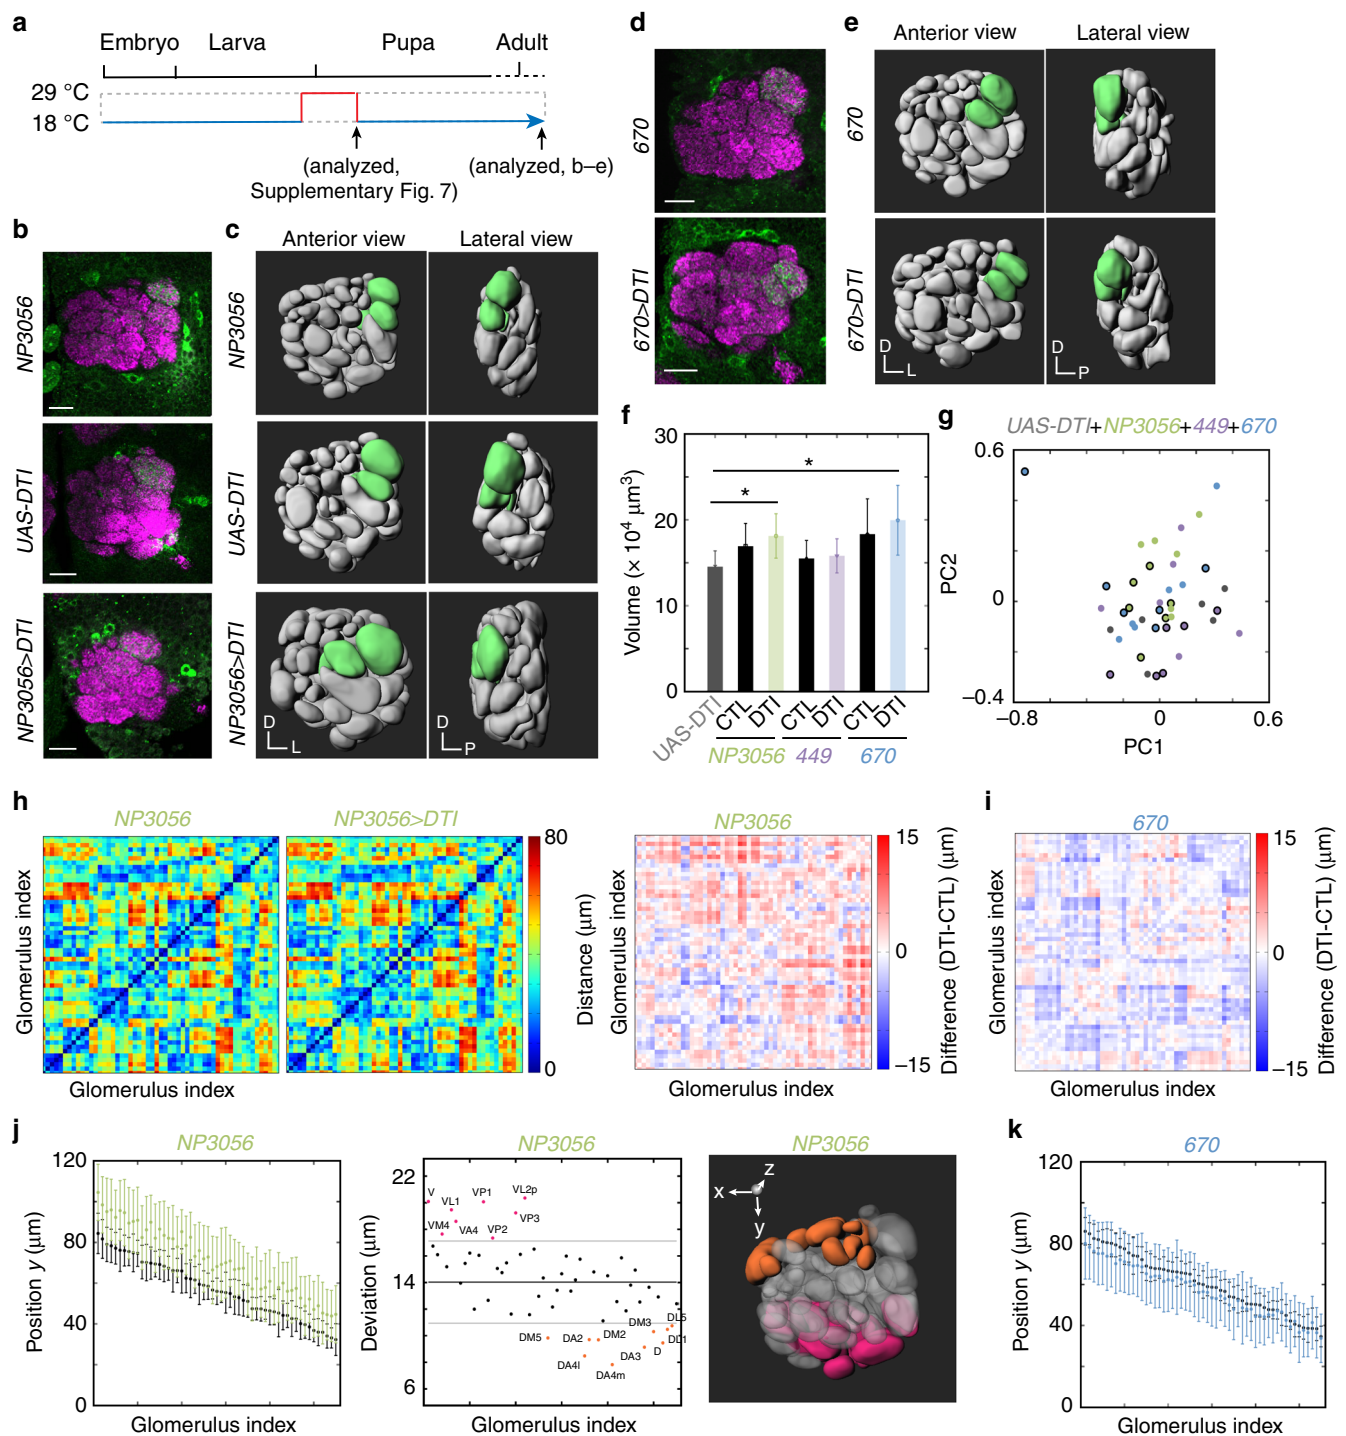 a
Embryo Larva Pupa Adult
29 °C
18 °C
(analyzed,
Supplementary Fig. 7)
(analyzed, b–e)
b
NP3056
UAS-DTI
NP3056>DTI
c
Anterior view Lateral view
NP3056
UAS-DTI
NP3056>DTI
D
L
D
P
d
670
670>DTI
e
Anterior view Lateral view
670
670>DTI
D
L
D
P
f
Volume (× 10⁴ μm³)
30
20
10
0
*
*
UAS-DTI CTL DTI CTL DTI CTL DTI
NP3056 449 670
g
UAS-DTI+NP3056+449+670
PC2
0.6
0
−0.4
−0.8 0 0.6
PC1
h
NP3056 NP3056>DTI
Glomerulus index
Glomerulus index
80
0
Distance (μm)
NP3056
Glomerulus index
Glomerulus index
15
0
−15
Difference (DTI-CTL) (μm)
i
670
Glomerulus index
Glomerulus index
15
0
−15
Difference (DTI-CTL) (μm)
j
NP3056
Position y (μm)
120
80
40
0
Glomerulus index
NP3056
Deviation (μm)
22
14
6
V VL1 VP1 VL2p
VM4 VA4 VP2 VP3
DM5 DA2 DM2 DM3 DL5
DA4l DA4m DA3 D DL1
Glomerulus index
NP3056
x
z
y
k
670
Position y (μm)
120
80
40
0
Glomerulus index